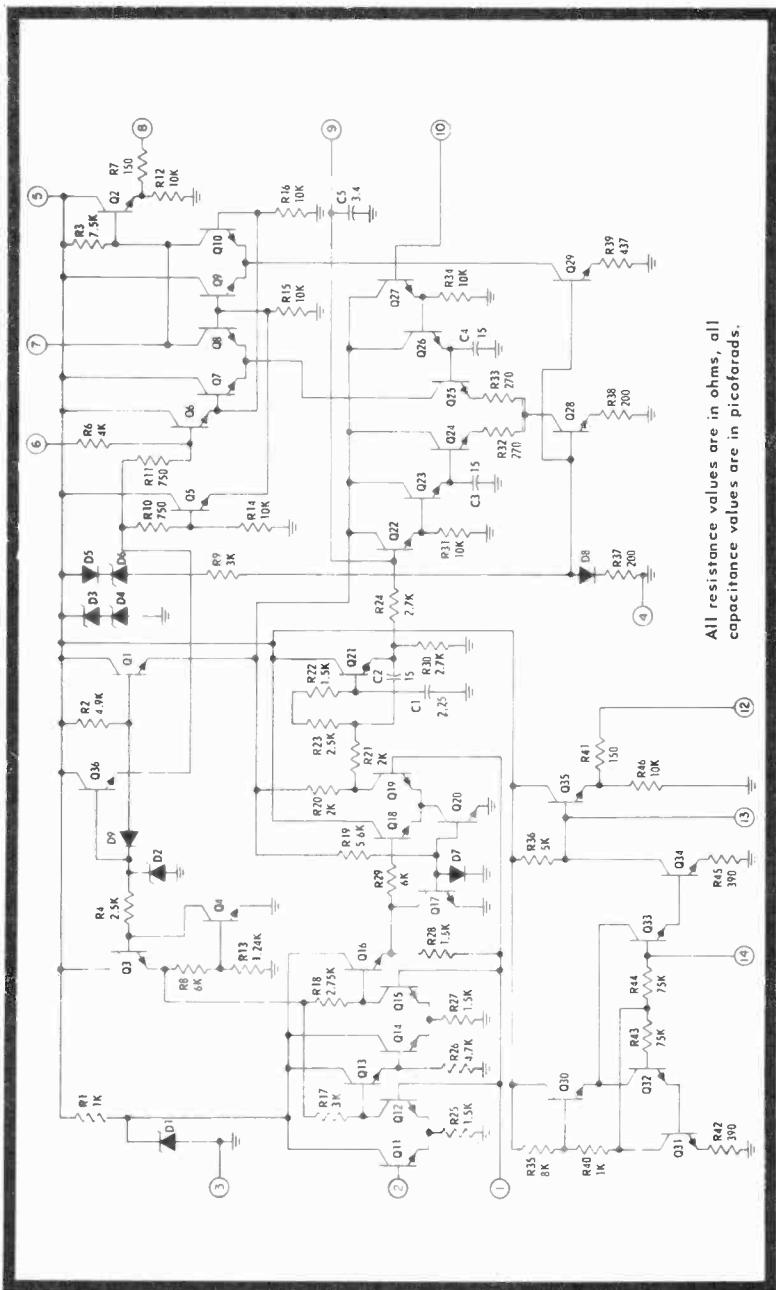 5
7
6
8
R1
1K
R2
4.9K
R3
7.5K
Q2
R7
150
R12
10K
Q36
Q1
D3
D4
D5
D6
R6
4K
R11
750
R10
750
Q5
Q6
Q7
Q8
Q9
Q10
R14
10K
R15
10K
R16
10K
D1
3
Q3
R4
2.5K
D9
D2
Q4
R8
6K
R13
1.24K
R9
3K
9
C5
3.4
R17
3K
R18
2.75K
Q11
2
Q12
Q13
Q14
Q15
Q16
R25
1.5K
R26
4.7K
R27
1.5K
R28
1.5K
R29
6K
Q17
D7
R19
5.6K
Q18
Q19
Q20
R20
2K
R21
2K
R23
2.5K
R22
1.5K
Q21
C2
15
C1
2.25
R30
2.7K
R24
2.7K
Q22
R31
10K
Q23
C3
15
Q24
R32
270
R33
270
Q25
Q26
C4
15
Q27
R34
10K
10
1
D8
R37
200
4
Q28
R38
200
Q29
R39
437
R35
8K
R40
1K
Q30
Q31
R42
390
Q32
R43
75K
R44
75K
14
Q33
Q34
R45
390
R36
5K
13
Q35
R41
150
R46
10K
12
All resistance values are in ohms, all
capacitance values are in picofarads.